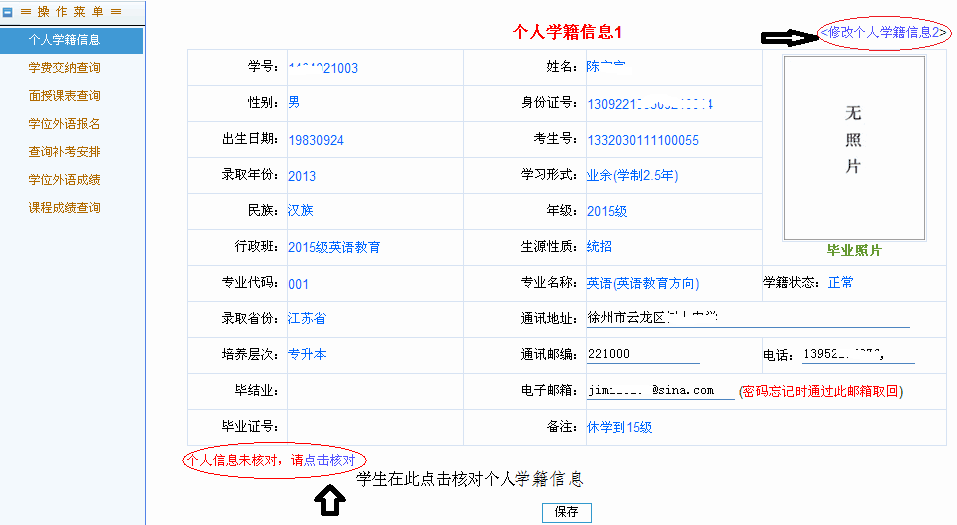 操 作 菜 单
个人学籍信息
学费交纳查询
面授课表查询
学位外语报名
查询补考安排
学位外语成绩
课程成绩查询
个人学籍信息1
<修改个人学籍信息2>
学号： 21003 姓名： 陈
性别： 男 身份证号： 1309221
出生日期： 19830924 考生号： 1332030111100055
录取年份： 2013 学习形式： 业余(学制2.5年)
民族： 汉族 年级： 2015级
行政班： 2015级英语教育 生源性质： 统招
无
照
片
毕业照片
专业代码： 001 专业名称： 英语(英语教育方向) 学籍状态： 正常
录取省份： 江苏省 通讯地址： 徐州市云龙区
培养层次： 专升本 通讯邮编： 221000 电话： 13952
毕结业： 电子邮箱： jim @sina.com (密码忘记时通过此邮箱取回)
毕业证号： 备注： 休学到15级
个人信息未核对，请点击核对
学生在此点击核对个人学籍信息
保存